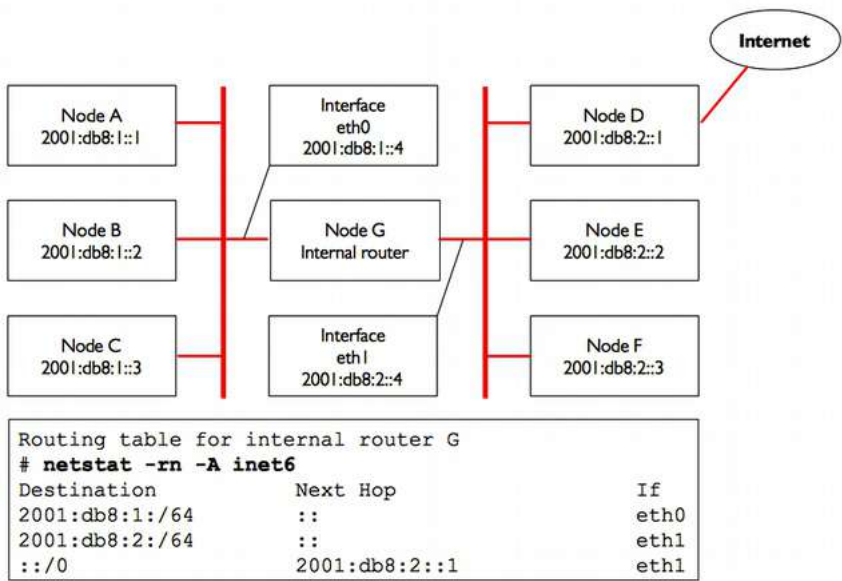 Internet
Node A
2001:db8:1::1
Interface
eth0
2001:db8:1::4
Node D
2001:db8:2::1
Node B
2001:db8:1::2
Node G
Internal router
Node E
2001:db8:2::2
Node C
2001:db8:1::3
Interface
eth1
2001:db8:2::4
Node F
2001:db8:2::3
Routing table for internal router G
# netstat -rn -A inet6
Destination Next Hop If
2001:db8:1:/64 :: eth0
2001:db8:2:/64 :: eth1
::/0 2001:db8:2::1 eth1